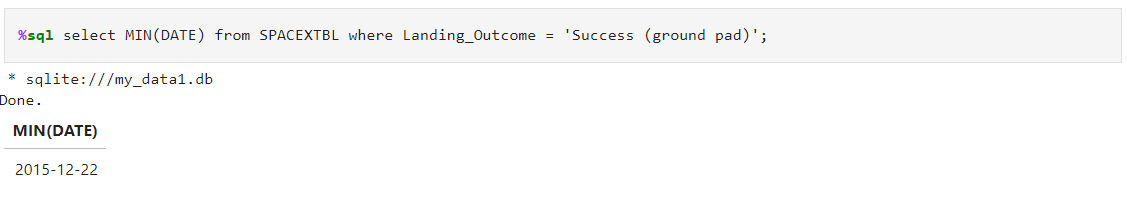 %sql select MIN(DATE) from SPACEXTBL where Landing_Outcome = 'Success (ground pad)';
* sqlite:///my_data1.db
Done.
MIN(DATE)
2015-12-22